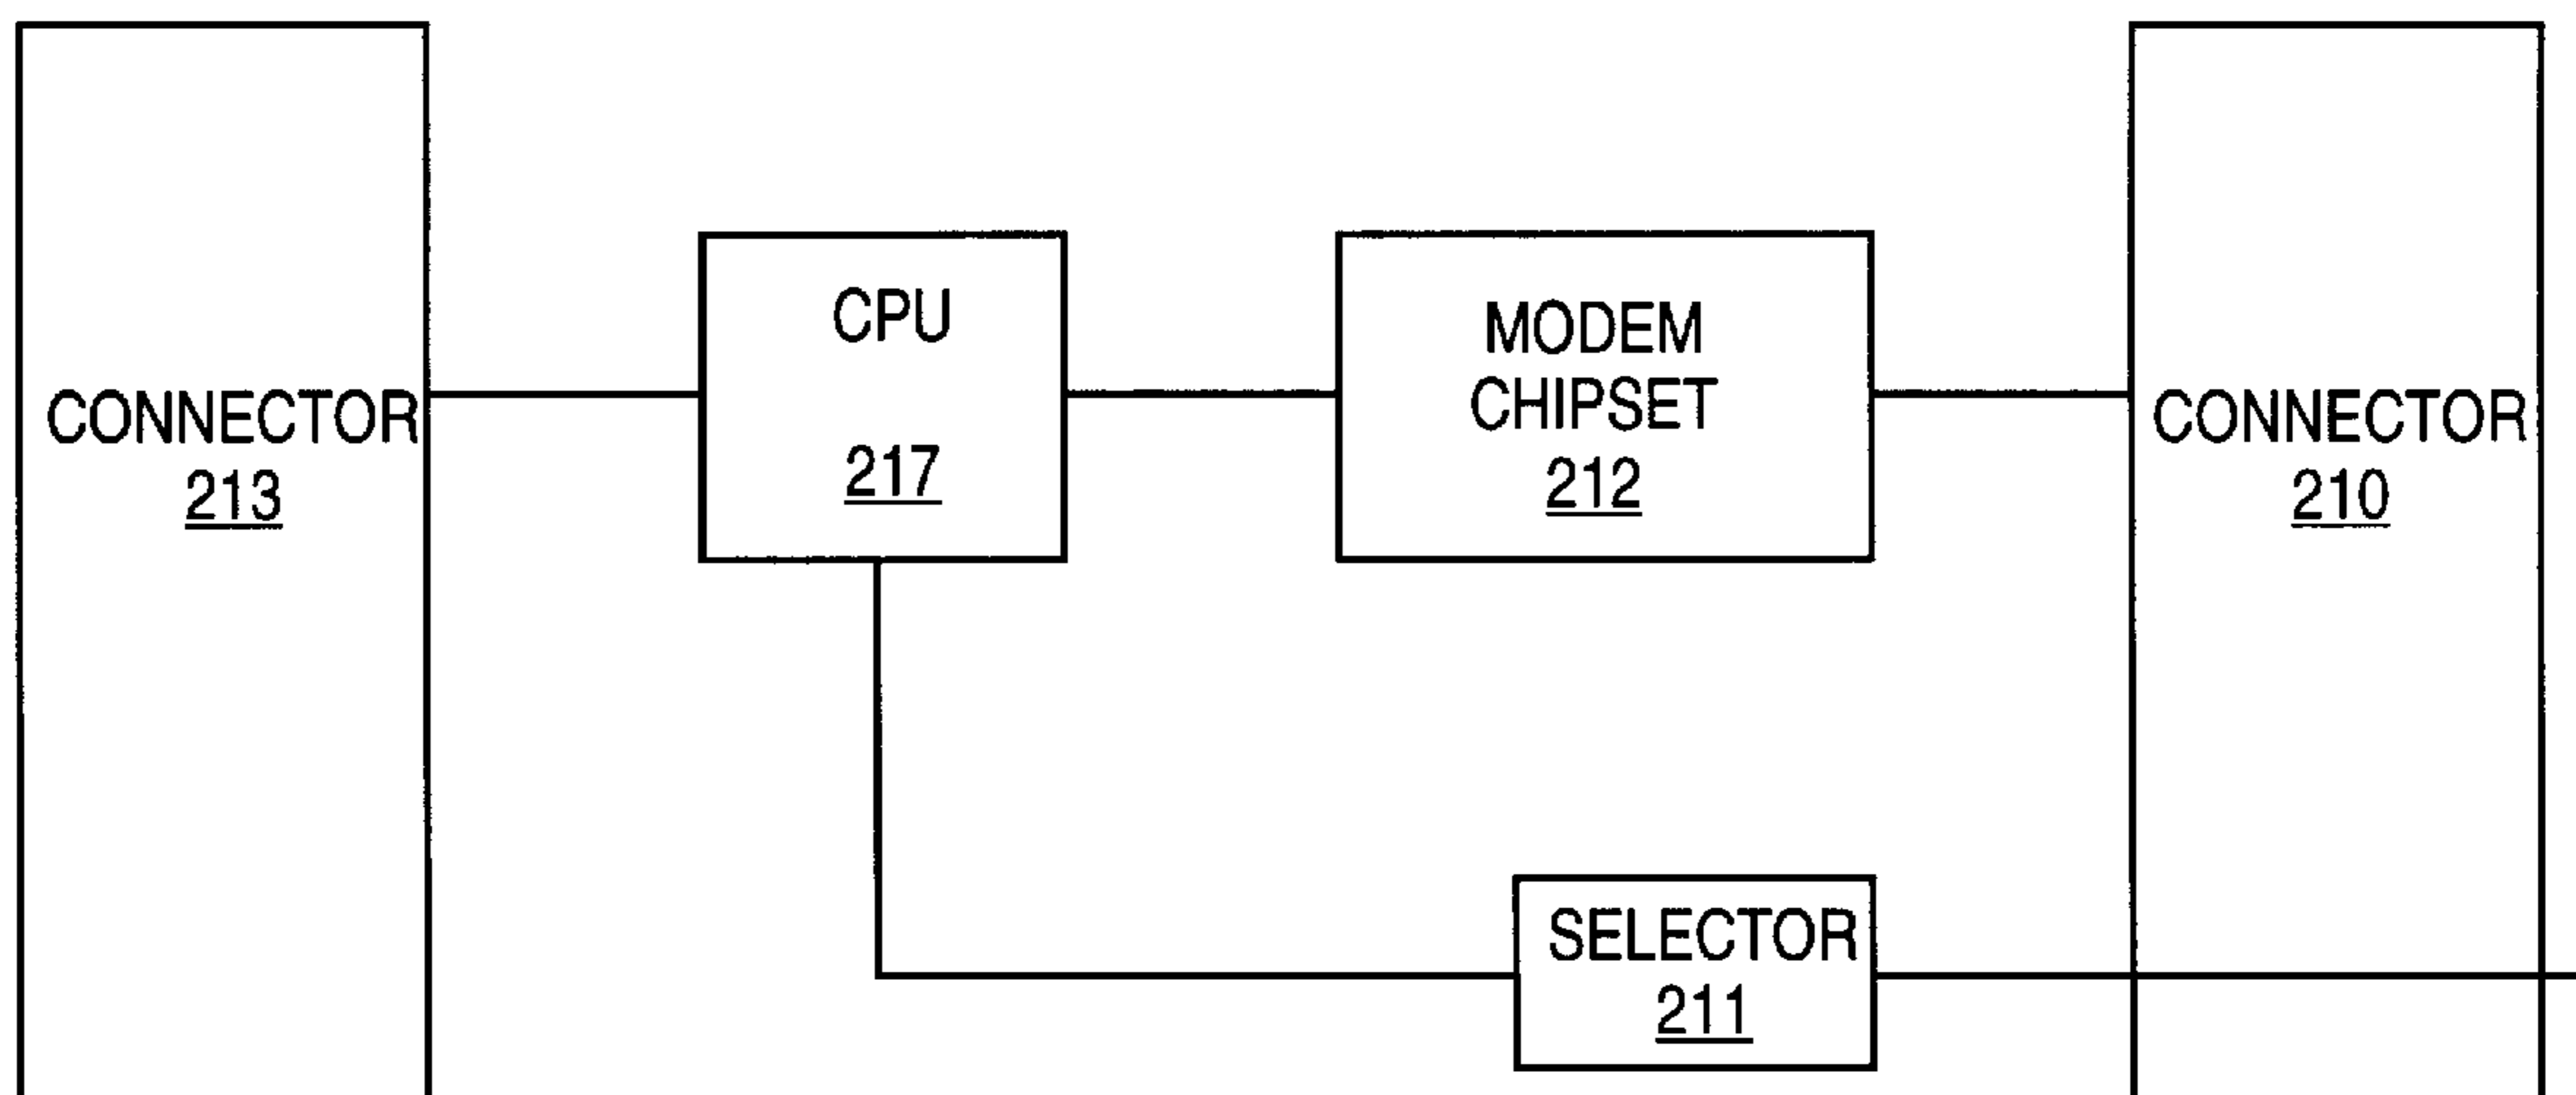 CONNECTOR
213
CPU
217
MODEM
CHIPSET
212
CONNECTOR
210
SELECTOR
211